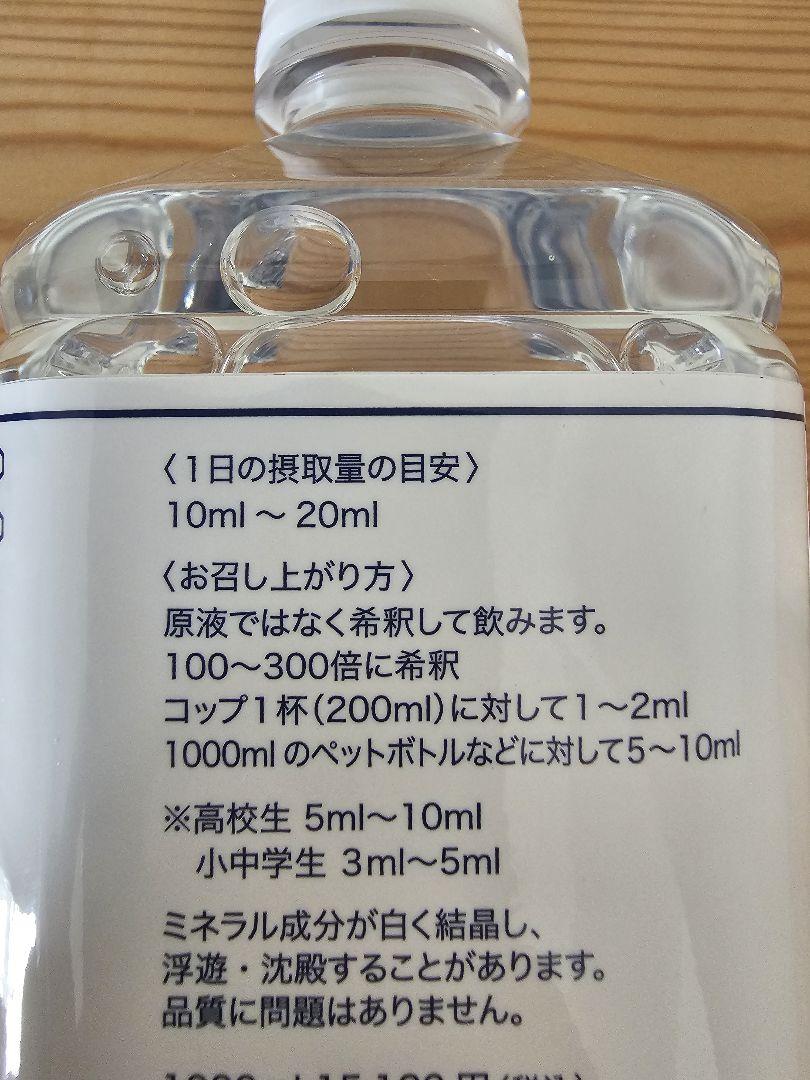 〈1日の摂取量の目安〉
10ml～20ml
〈お召し上がり方〉
原液ではなく希釈して飲みます。
100～300倍に希釈
コップ1杯(200ml)に対して1～2ml
1000mlのペットボトルなどに対して5～10ml
※高校生 5ml～10ml
小中学生 3ml～5ml
ミネラル成分が白く結晶し、
浮遊・沈殿することがあります。
品質に問題はありません。